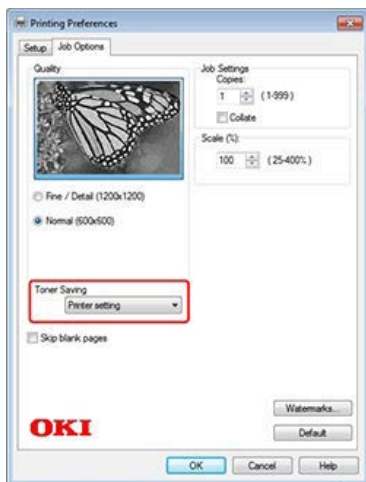 Printing Preferences
Setup
Job Options
Quality
Fine / Detail (1200x1200)
Normal (600x600)
Toner Saving
Printer setting
Skip blank pages
OKI
Job Settings
Copies:
1 (1-999)
Collate
Scale (%):
100 (25-400%)
Watermarks...
Default
OK
Cancel
Help